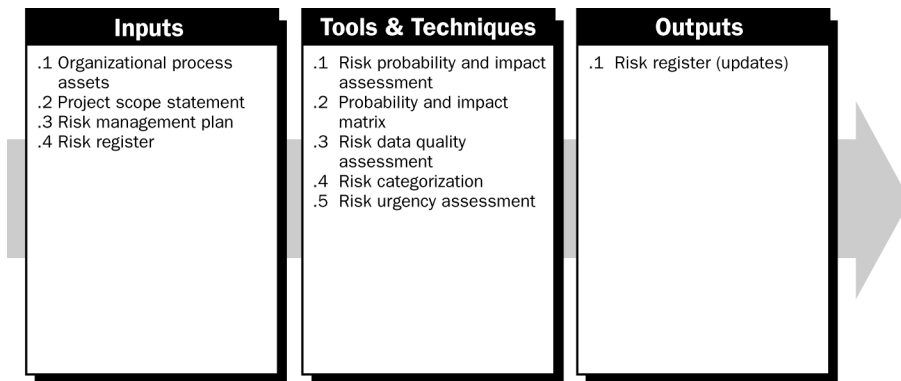 Inputs
.1 Organizational process
assets
.2 Project scope statement
.3 Risk management plan
.4 Risk register
Tools & Techniques
.1 Risk probability and impact
assessment
.2 Probability and impact
matrix
.3 Risk data quality
assessment
.4 Risk categorization
.5 Risk urgency assessment
Outputs
.1 Risk register (updates)